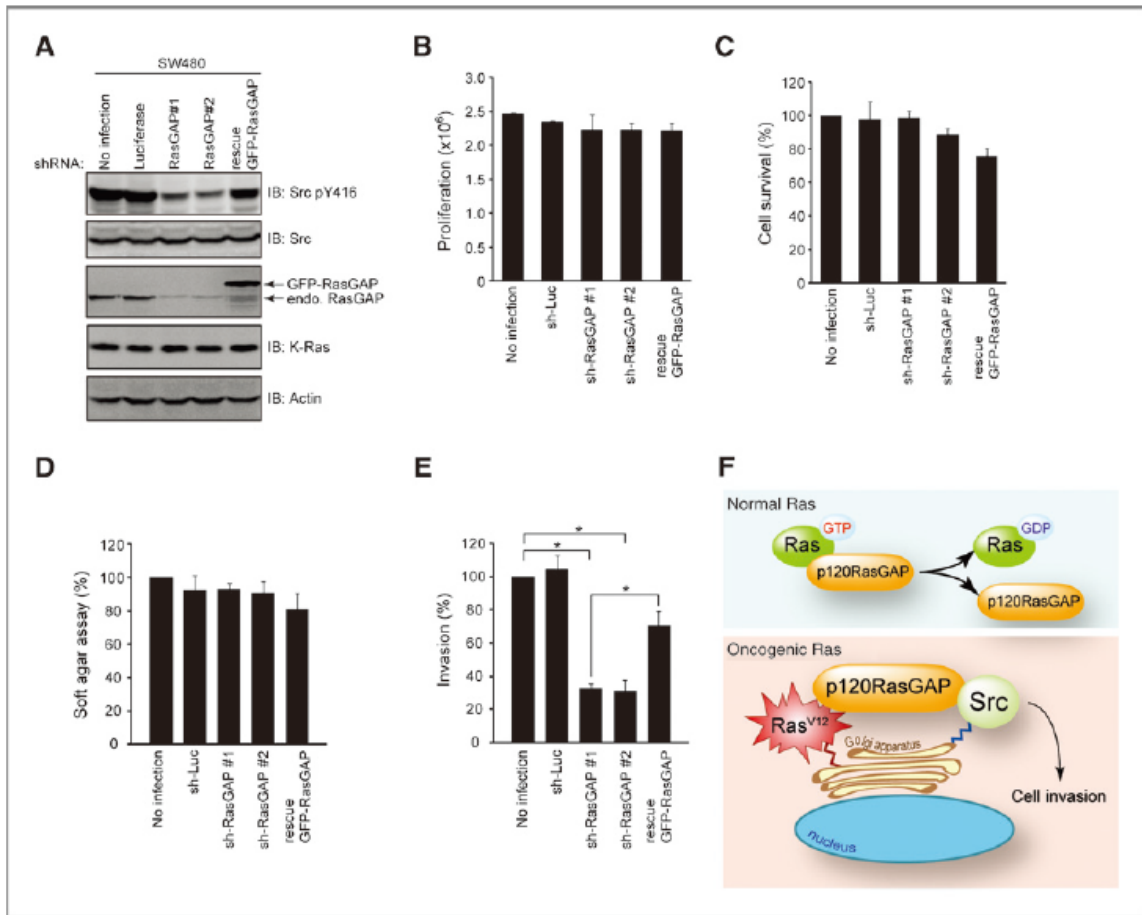 A
SW480
shRNA:
No infection
Luciferase
RasGAP#1
RasGAP#2
rescue
GFP-RasGAP
IB: Src pY416
IB: Src
GFP-RasGAP
endo. RasGAP
IB: K-Ras
IB: Actin
B
Proliferation (x10⁶)
3.0
2.5
2.0
1.5
1.0
0.5
0
No infection
sh-Luc
sh-RasGAP #1
sh-RasGAP #2
rescue
GFP-RasGAP
C
Cell survival (%)
120
100
80
60
40
20
0
No infection
sh-Luc
sh-RasGAP #1
sh-RasGAP #2
rescue
GFP-RasGAP
D
Soft agar assay (%)
120
100
80
60
40
20
0
No infection
sh-Luc
sh-RasGAP #1
sh-RasGAP #2
rescue
GFP-RasGAP
E
Invasion (%)
120
100
80
60
40
20
0
*
*
*
No infection
sh-Luc
sh-RasGAP #1
sh-RasGAP #2
rescue
GFP-RasGAP
F
Normal Ras
GTP
Ras
p120RasGAP
GDP
Ras
p120RasGAP
Oncogenic Ras
p120RasGAP
Src
Ras^V12
Golgi apparatus
Cell invasion
nucleus